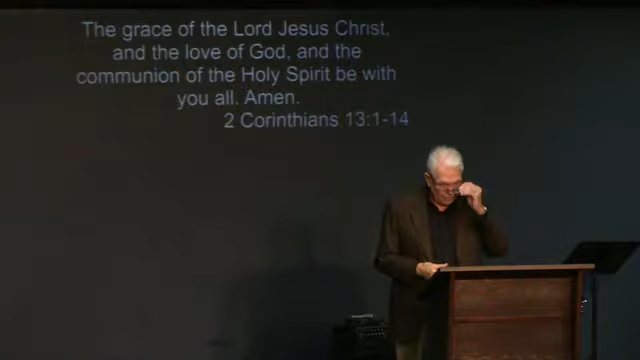 The grace of the Lord Jesus Christ,
and the love of God, and the
communion of the Holy Spirit be with
you all. Amen.
2 Corinthians 13:1-14